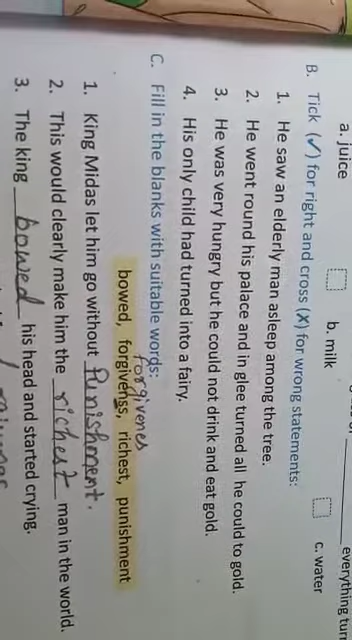 everything tur
a. juice b. milk c. water
B. Tick (✓) for right and cross (X) for wrong statements:
1. He saw an elderly man asleep among the tree.
2. He went round his palace and in glee turned all he could to gold.
3. He was very hungry but he could not drink and eat gold.
4. His only child had turned into a fairy.
C. Fill in the blanks with suitable words:
forgivenes
bowed, forgivengs, richest, punishment
1. King Midas let him go without Punishment.
2. This would clearly make him the richest man in the world.
3. The king bowed his head and started crying.